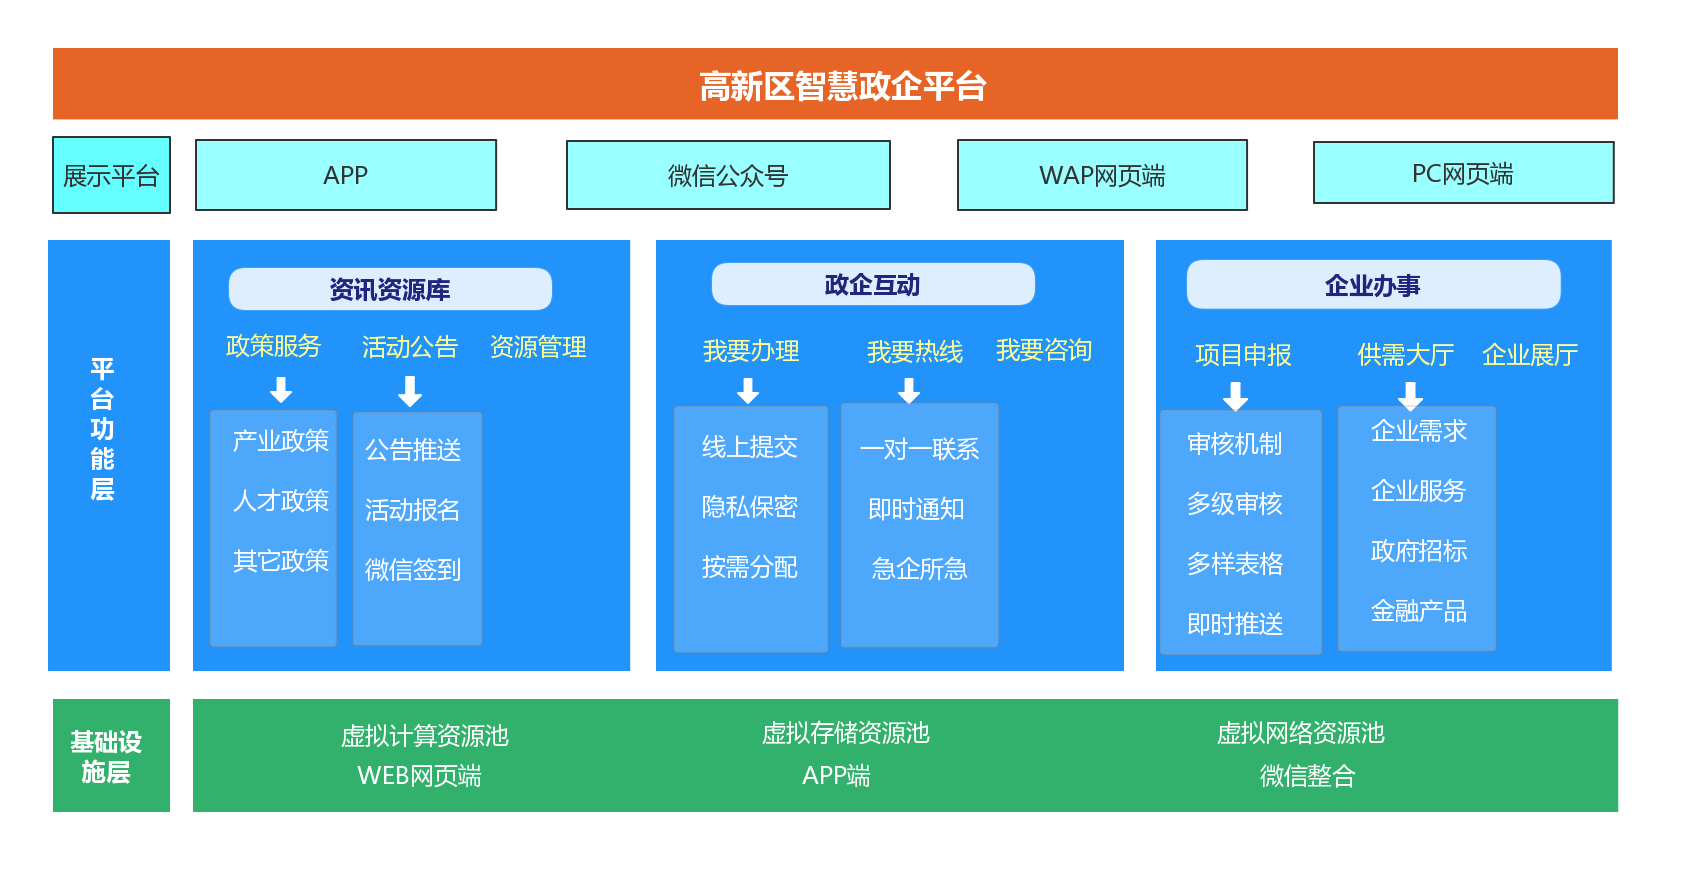 高新区智慧政企平台
展示平台
APP
微信公众号
WAP网页端
PC网页端
平
台
功
能
层
资讯资源库
政策服务
活动公告
资源管理
产业政策
人才政策
其它政策
公告推送
活动报名
微信签到
政企互动
我要办理
我要热线
我要咨询
线上提交
隐私保密
按需分配
一对一联系
即时通知
急企所急
企业办事
项目申报
供需大厅
企业展厅
审核机制
多级审核
多样表格
即时推送
企业需求
企业服务
政府招标
金融产品
基础设
施层
虚拟计算资源池
WEB网页端
虚拟存储资源池
APP端
虚拟网络资源池
微信整合